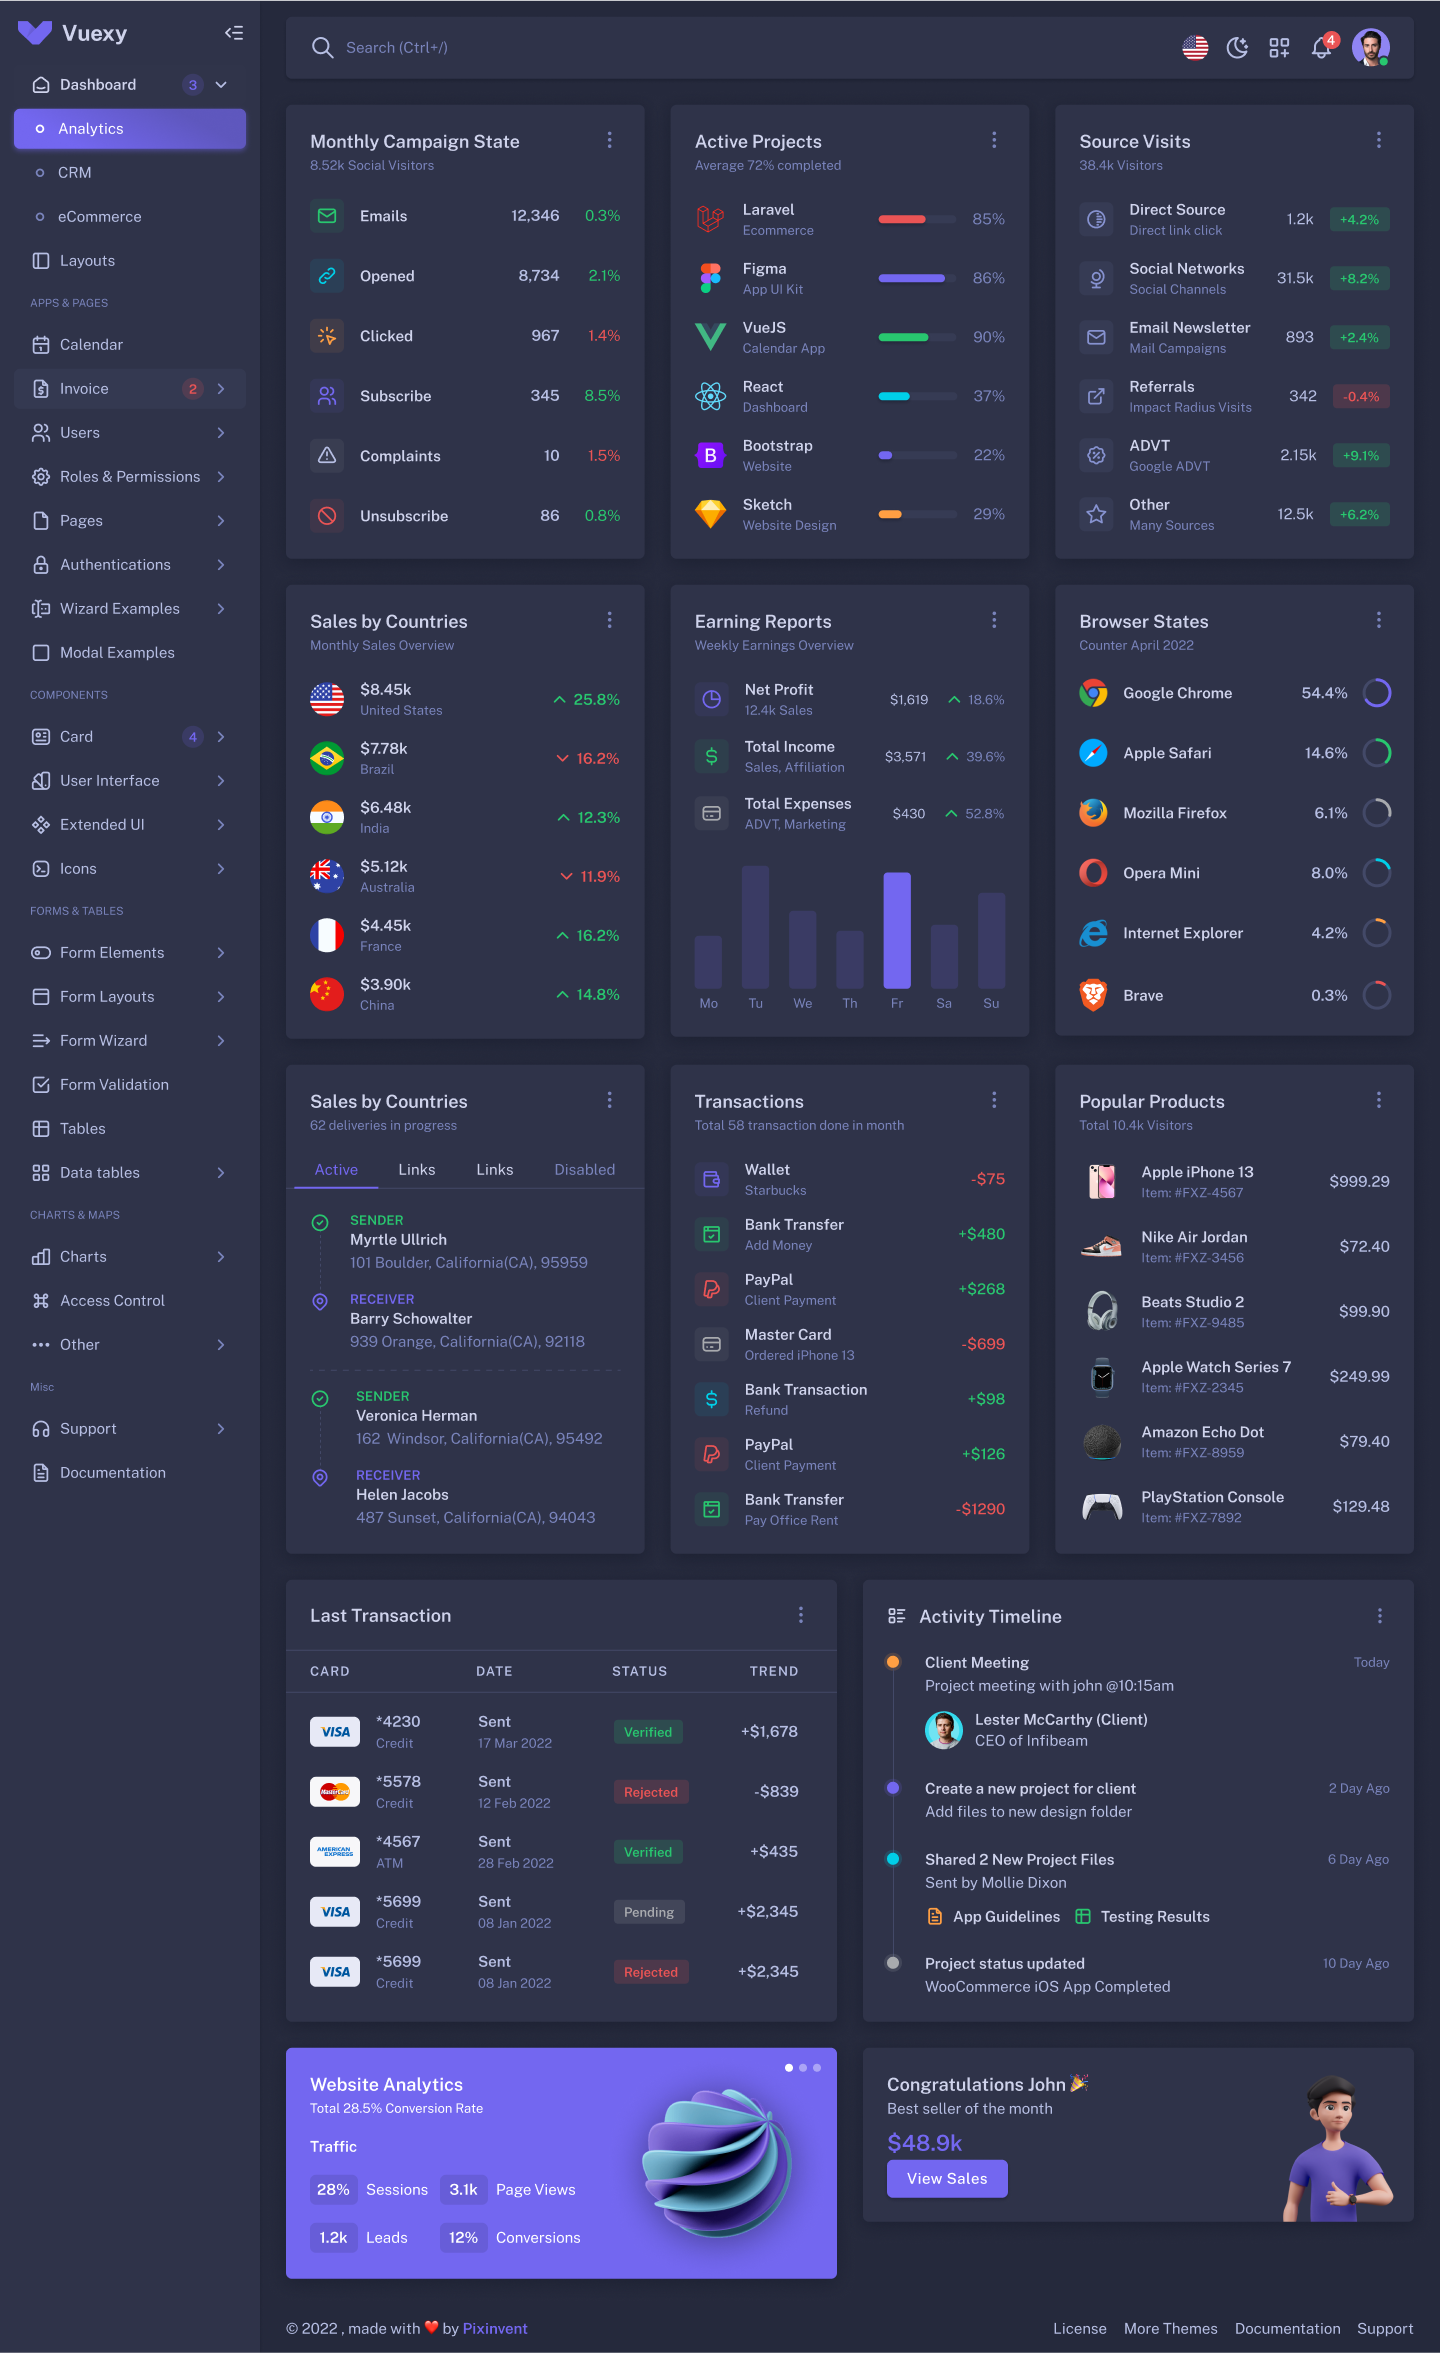 Vuexy
Dashboard 3
Analytics
CRM
eCommerce
Layouts
APPS & PAGES
Calendar
Invoice 2
Users
Roles & Permissions
Pages
Authentications
Wizard Examples
Modal Examples
COMPONENTS
Card 4
User Interface
Extended UI
Icons
FORMS & TABLES
Form Elements
Form Layouts
Form Wizard
Form Validation
Tables
Data tables
CHARTS & MAPS
Charts
Access Control
Other
Misc
Support
Documentation
Search (Ctrl+/)
4
Monthly Campaign State
8.52k Social Visitors
Emails 12,346 0.3%
Opened 8,734 2.1%
Clicked 967 1.4%
Subscribe 345 8.5%
Complaints 10 1.5%
Unsubscribe 86 0.8%
Active Projects
Average 72% completed
Laravel
Ecommerce
85%
Figma
App UI Kit
86%
VueJS
Calendar App
90%
React
Dashboard
37%
B
Bootstrap
Website
22%
Sketch
Website Design
29%
Source Visits
38.4k Visitors
Direct Source
Direct link click
1.2k +4.2%
Social Networks
Social Channels
31.5k +8.2%
Email Newsletter
Mail Campaigns
893 +2.4%
Referrals
Impact Radius Visits
342 -0.4%
ADVT
Google ADVT
2.15k +9.1%
Other
Many Sources
12.5k +6.2%
Sales by Countries
Monthly Sales Overview
$8.45k
United States
25.8%
$7.78k
Brazil
16.2%
$6.48k
India
12.3%
$5.12k
Australia
11.9%
$4.45k
France
16.2%
$3.90k
China
14.8%
Earning Reports
Weekly Earnings Overview
Net Profit
12.4k Sales
$1,619 18.6%
Total Income
Sales, Affiliation
$3,571 39.6%
Total Expenses
ADVT, Marketing
$430 52.8%
Mo Tu We Th Fr Sa Su
Browser States
Counter April 2022
Google Chrome 54.4%
Apple Safari 14.6%
Mozilla Firefox 6.1%
Opera Mini 8.0%
Internet Explorer 4.2%
Brave 0.3%
Sales by Countries
62 deliveries in progress
Active Links Links Disabled
SENDER
Myrtle Ullrich
101 Boulder, California(CA), 95959
RECEIVER
Barry Schowalter
939 Orange, California(CA), 92118
SENDER
Veronica Herman
162 Windsor, California(CA), 95492
RECEIVER
Helen Jacobs
487 Sunset, California(CA), 94043
Transactions
Total 58 transaction done in month
Wallet
Starbucks
-$75
Bank Transfer
Add Money
+$480
PayPal
Client Payment
+$268
Master Card
Ordered iPhone 13
-$699
Bank Transaction
Refund
+$98
PayPal
Client Payment
+$126
Bank Transfer
Pay Office Rent
-$1290
Popular Products
Total 10.4k Visitors
Apple iPhone 13
Item: #FXZ-4567
$999.29
Nike Air Jordan
Item: #FXZ-3456
$72.40
Beats Studio 2
Item: #FXZ-9485
$99.90
Apple Watch Series 7
Item: #FXZ-2345
$249.99
Amazon Echo Dot
Item: #FXZ-8959
$79.40
PlayStation Console
Item: #FXZ-7892
$129.48
Last Transaction
CARD DATE STATUS TREND
VISA
*4230
Credit
Sent
17 Mar 2022
Verified
+$1,678
MasterCard
*5578
Credit
Sent
12 Feb 2022
Rejected
-$839
AMERICAN
EXPRESS
*4567
ATM
Sent
28 Feb 2022
Verified
+$435
VISA
*5699
Credit
Sent
08 Jan 2022
Pending
+$2,345
VISA
*5699
Credit
Sent
08 Jan 2022
Rejected
+$2,345
Activity Timeline
Client Meeting Today
Project meeting with john @10:15am
Lester McCarthy (Client)
CEO of Infibeam
Create a new project for client 2 Day Ago
Add files to new design folder
Shared 2 New Project Files 6 Day Ago
Sent by Mollie Dixon
App Guidelines Testing Results
Project status updated 10 Day Ago
WooCommerce iOS App Completed
Website Analytics
Total 28.5% Conversion Rate
Traffic
28% Sessions 3.1k Page Views
1.2k Leads 12% Conversions
Congratulations John 🎉
Best seller of the month
$48.9k
View Sales
© 2022 , made with ❤️ by Pixinvent
License More Themes Documentation Support